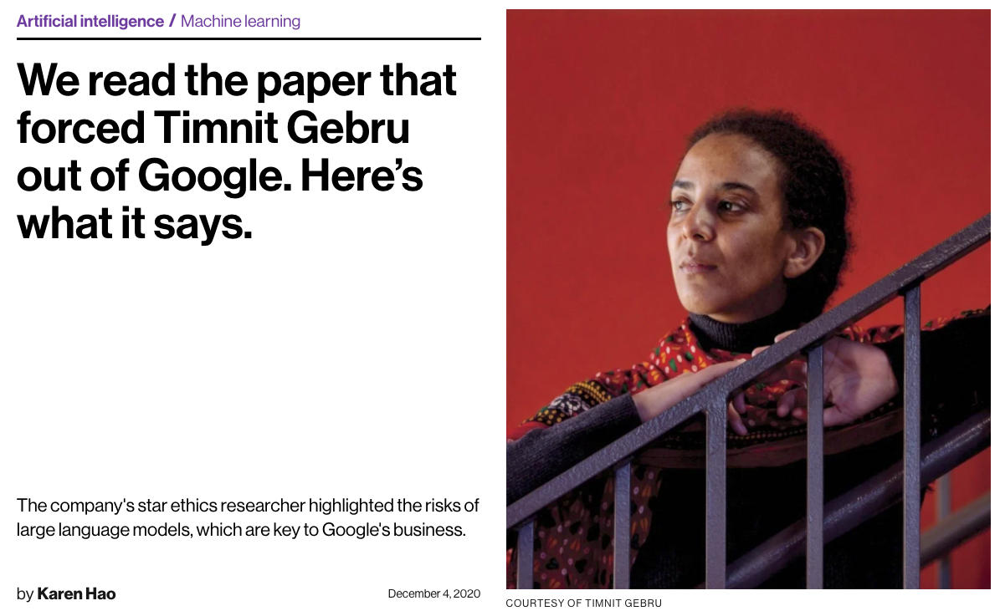 Artificial intelligence / Machine learning
We read the paper that
forced Timnit Gebru
out of Google. Here’s
what it says.
The company's star ethics researcher highlighted the risks of
large language models, which are key to Google's business.
by Karen Hao
December 4, 2020
COURTESY OF TIMNIT GEBRU